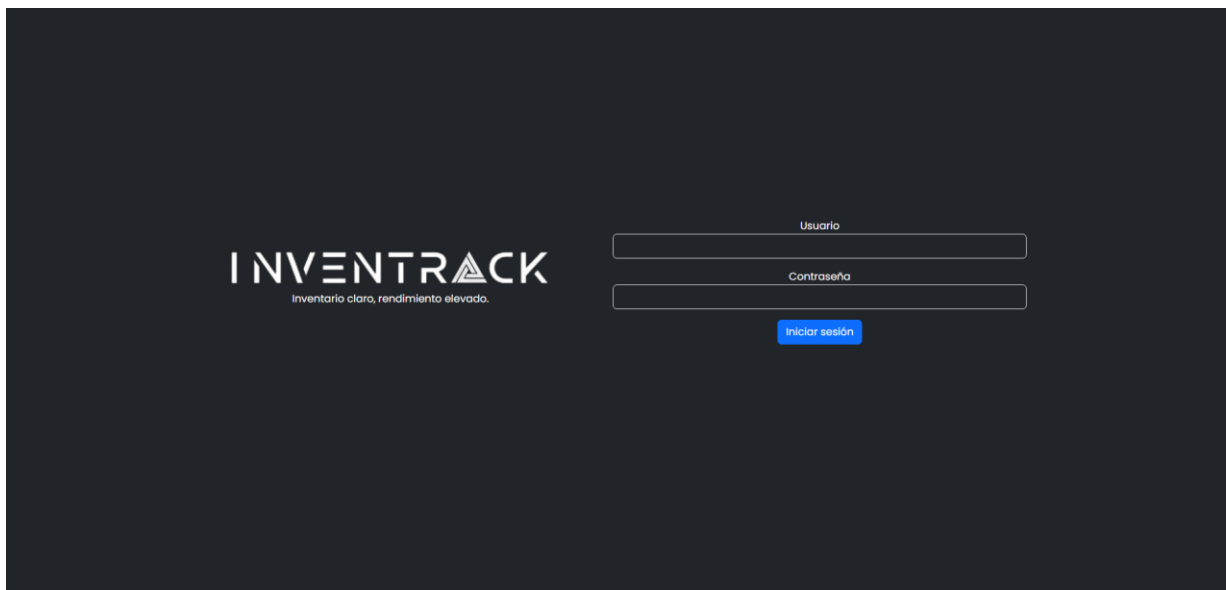 INVENTRACK
Inventario claro, rendimiento elevado.
Usuario
Contraseña
Iniciar sesión